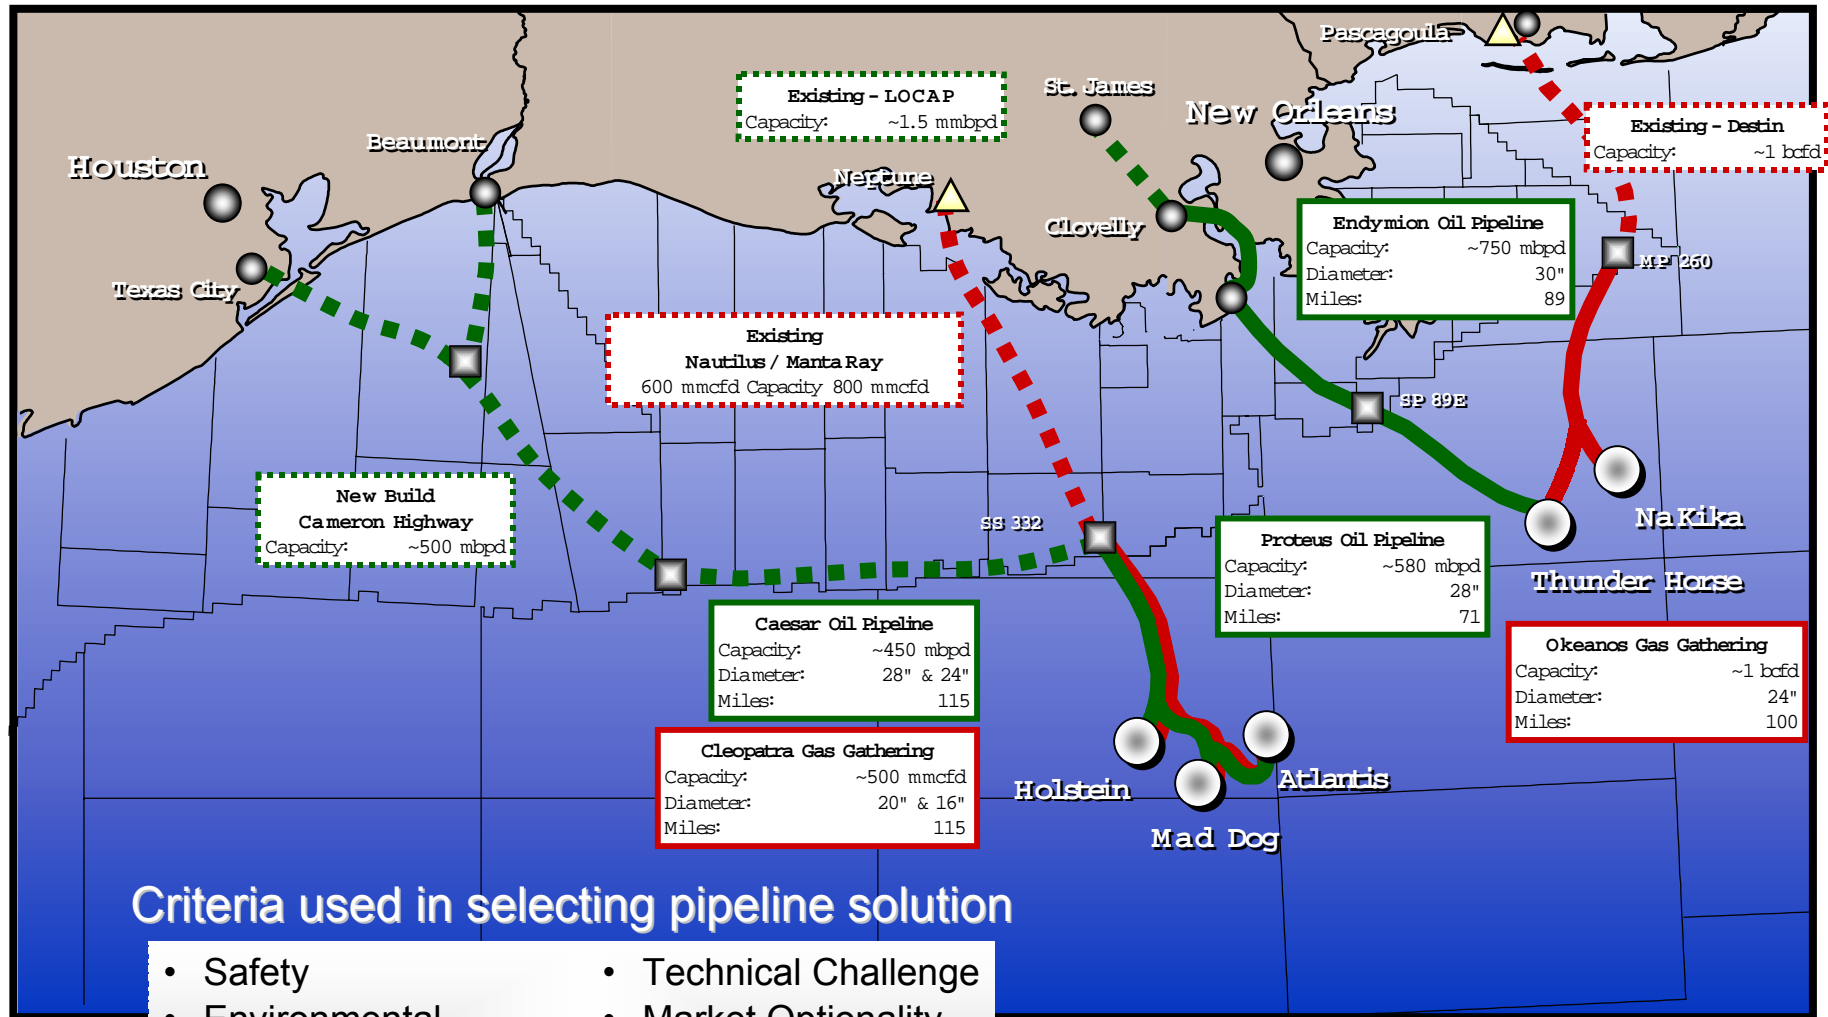 Pascagoula
St. James
New Orleans
Existing - LOCAP
Capacity: ~1.5 mmbpd
Existing - Destin
Capacity: ~1 bcfd
Beaumont
Houston
Neptune
Clovelly
Endymion Oil Pipeline
Capacity: ~750 mbpd
Diameter: 30"
Miles: 89
MP 260
Texas City
Existing
Nautilus / Manta Ray
600 mmcfd Capacity 800 mmcfd
SP 89E
New Build
Cameron Highway
Capacity: ~500 mbpd
SS 332
Na Kika
Proteus Oil Pipeline
Capacity: ~580 mbpd
Diameter: 28"
Miles: 71
Thunder Horse
Caesar Oil Pipeline
Capacity: ~450 mbpd
Diameter: 28" & 24"
Miles: 115
Okeanos Gas Gathering
Capacity: ~1 bcfd
Diameter: 24"
Miles: 100
Cleopatra Gas Gathering
Capacity: ~500 mmcfd
Diameter: 20" & 16"
Miles: 115
Holstein
Atlantis
Mad Dog
Criteria used in selecting pipeline solution
• Safety
• Technical Challenge
• Environmental
• Market Optionality